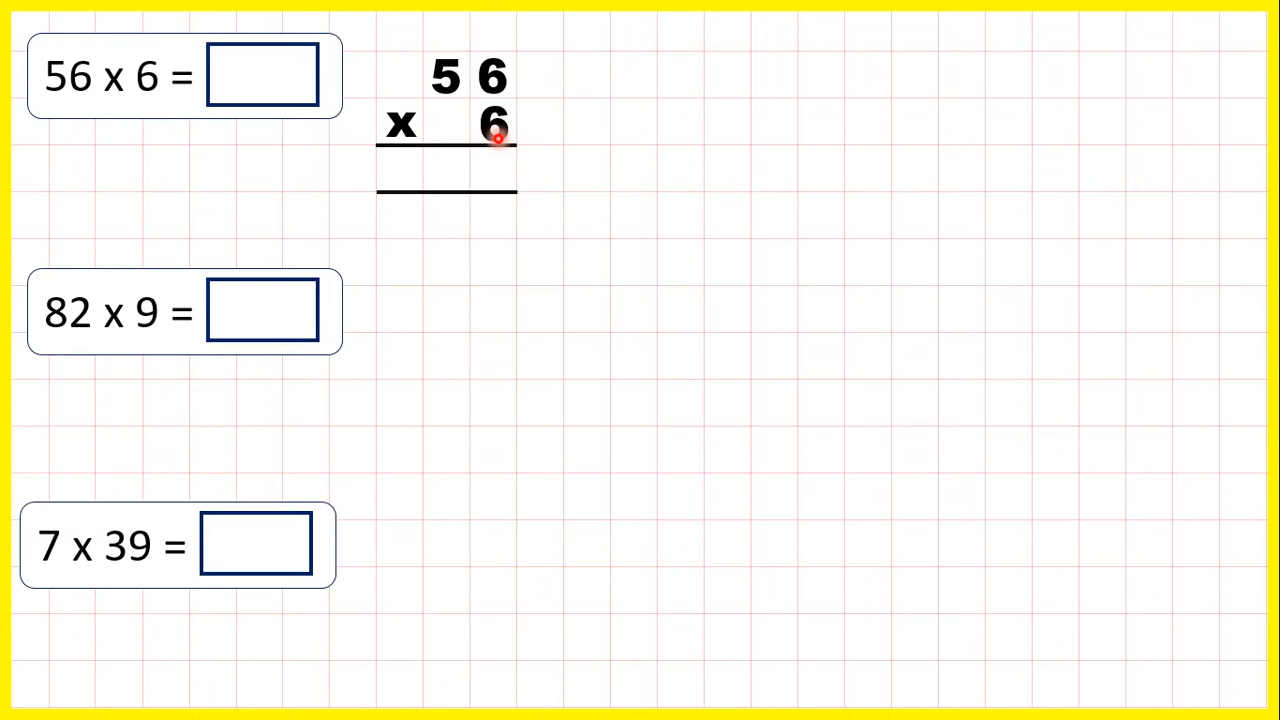 56 x 6 =
5 6
x 6
82 x 9 =
7 x 39 =